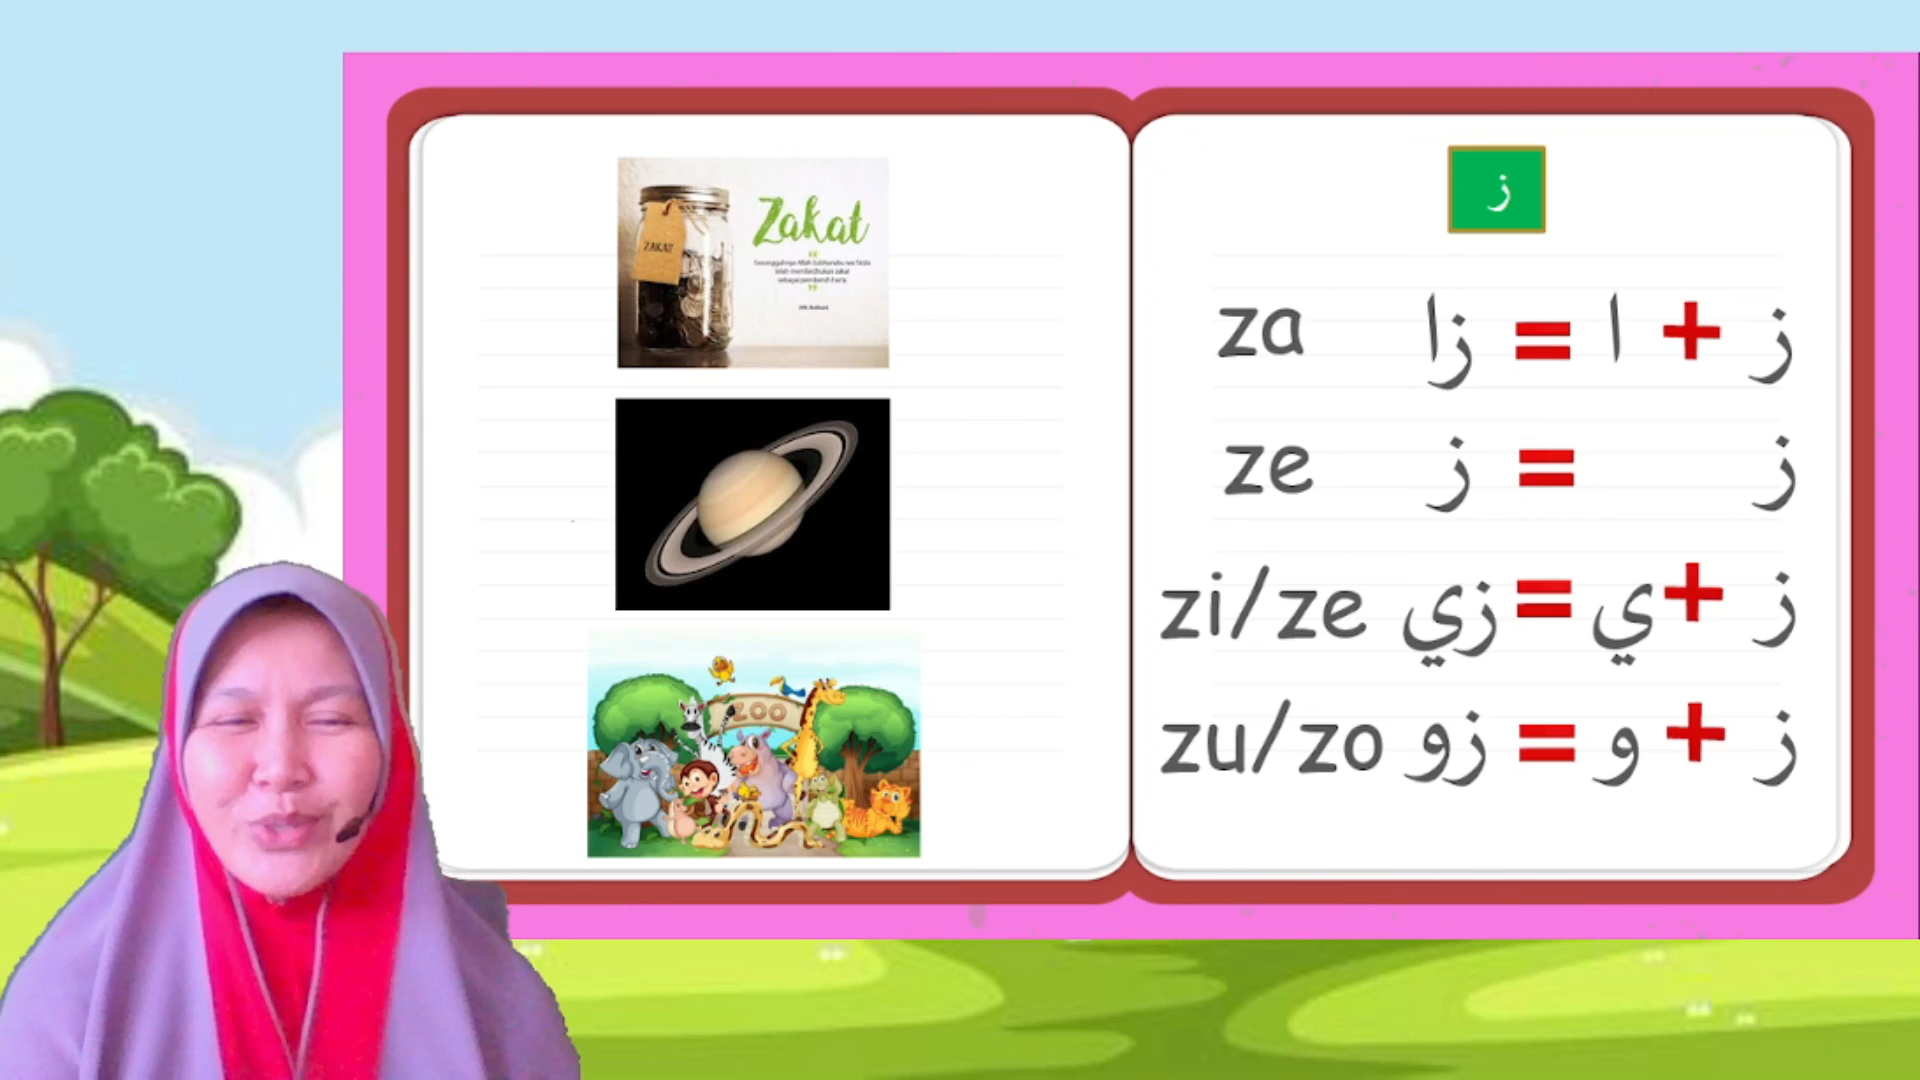 Zakat
ZAKAT
ZOO
ز
za زا = ا + ز
ze ز = ز
zi/ze زي = ي + ز
zu/zo زو = و + ز